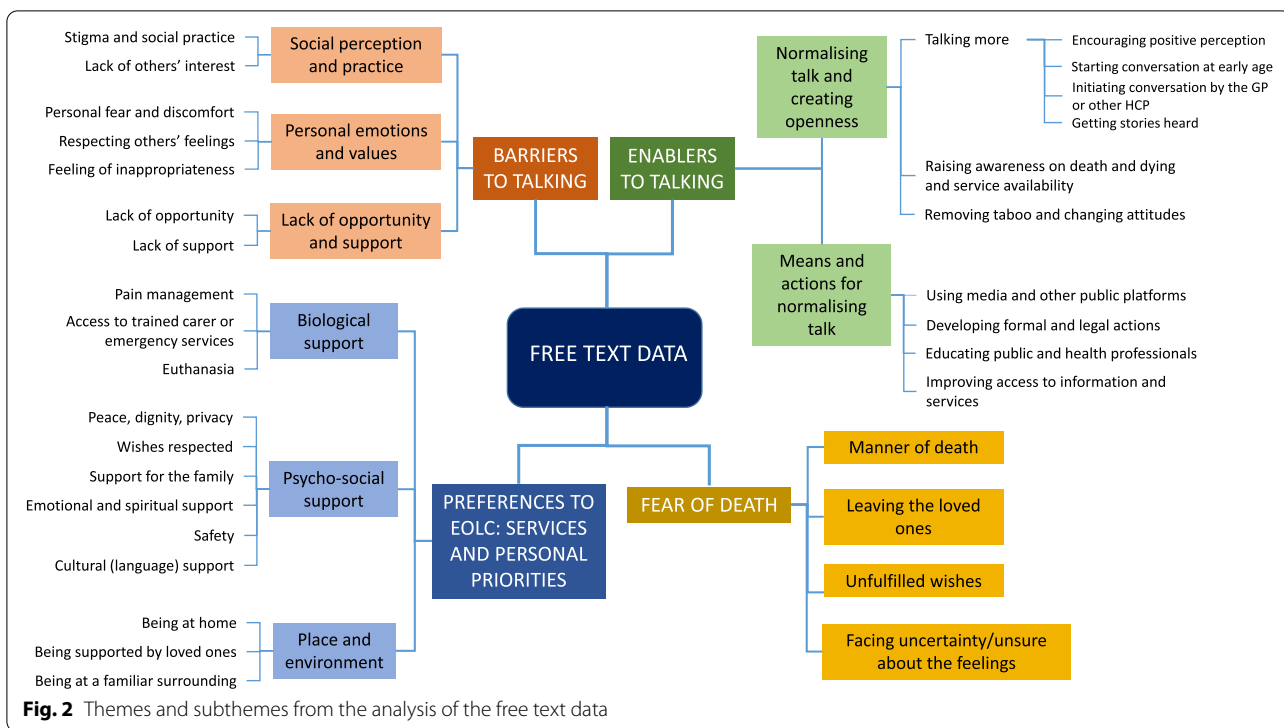 Stigma and social practice
Lack of others' interest
Social perception
and practice
Personal fear and discomfort
Respecting others' feelings
Feeling of inappropriateness
Personal emotions
and values
Lack of opportunity
Lack of support
Lack of opportunity
and support
BARRIERS
TO TALKING
ENABLERS
TO TALKING
Normalising
talk and
creating
openness
Talking more
Encouraging positive perception
Starting conversation at early age
Initiating conversation by the GP
or other HCP
Getting stories heard
Raising awareness on death and dying
and service availability
Removing taboo and changing attitudes
Means and
actions for
normalising
talk
Using media and other public platforms
Developing formal and legal actions
Educating public and health professionals
Improving access to information and
services
FREE TEXT DATA
Pain management
Access to trained carer or
emergency services
Euthanasia
Biological
support
Peace, dignity, privacy
Wishes respected
Support for the family
Emotional and spiritual support
Safety
Cultural (language) support
Psycho-social
support
Being at home
Being supported by loved ones
Being at a familiar surrounding
Place and
environment
PREFERENCES TO
EOLC: SERVICES
AND PERSONAL
PRIORITIES
FEAR OF DEATH
Manner of death
Leaving the loved
ones
Unfulfilled wishes
Facing uncertainty/unsure
about the feelings
Fig. 2 Themes and subthemes from the analysis of the free text data